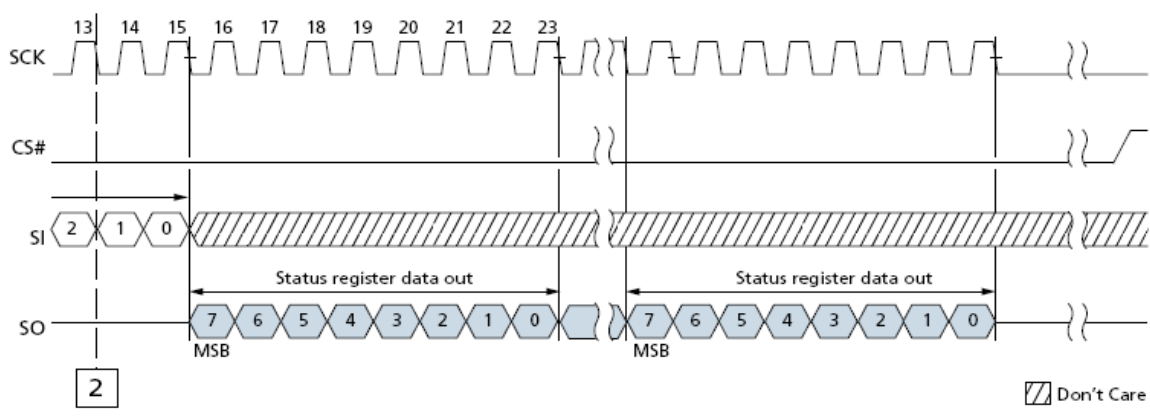 13 14 15 16 17 18 19 20 21 22 23
SCK
CS#
SI 2 1 0
Status register data out Status register data out
SO 7 6 5 4 3 2 1 0 7 6 5 4 3 2 1 0
MSB MSB
2
Don't Care